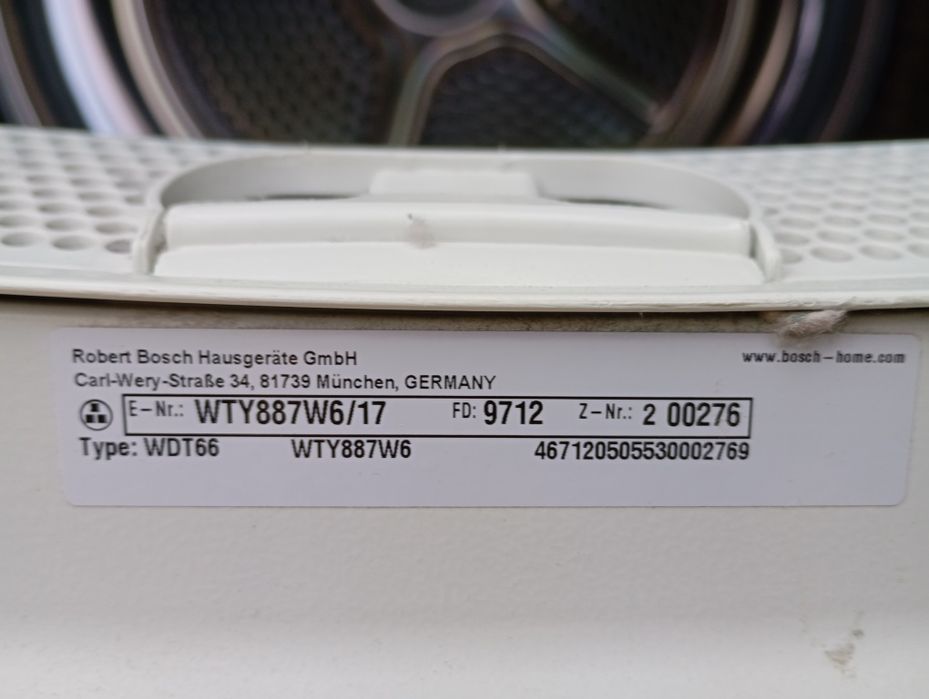 Robert Bosch Hausgeräte GmbH
www.bosch-home.com
Carl-Wery-Straße 34, 81739 München, GERMANY
E-Nr.: WTY887W6/17 FD: 9712 Z-Nr.: 2 00276
Type: WDT66 WTY887W6 467120505530002769